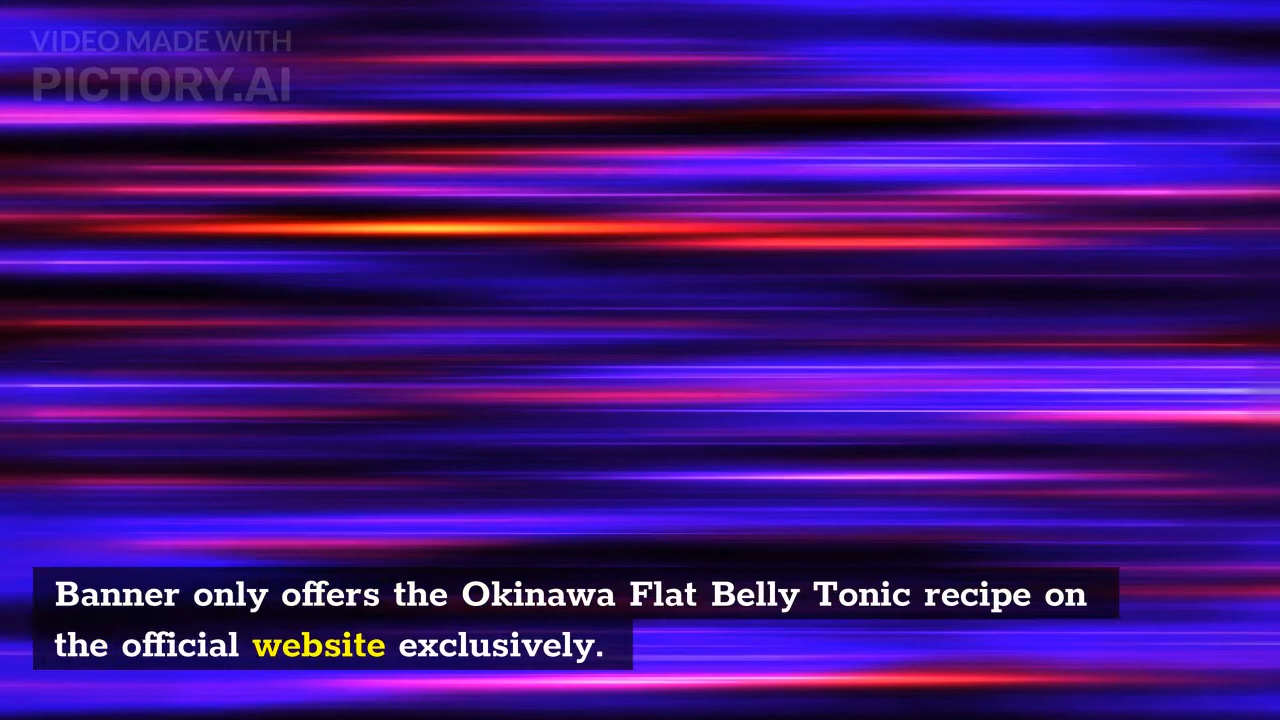 VIDEO MADE WITH
PICTORY.AI
Banner only offers the Okinawa Flat Belly Tonic recipe on
the official website exclusively.